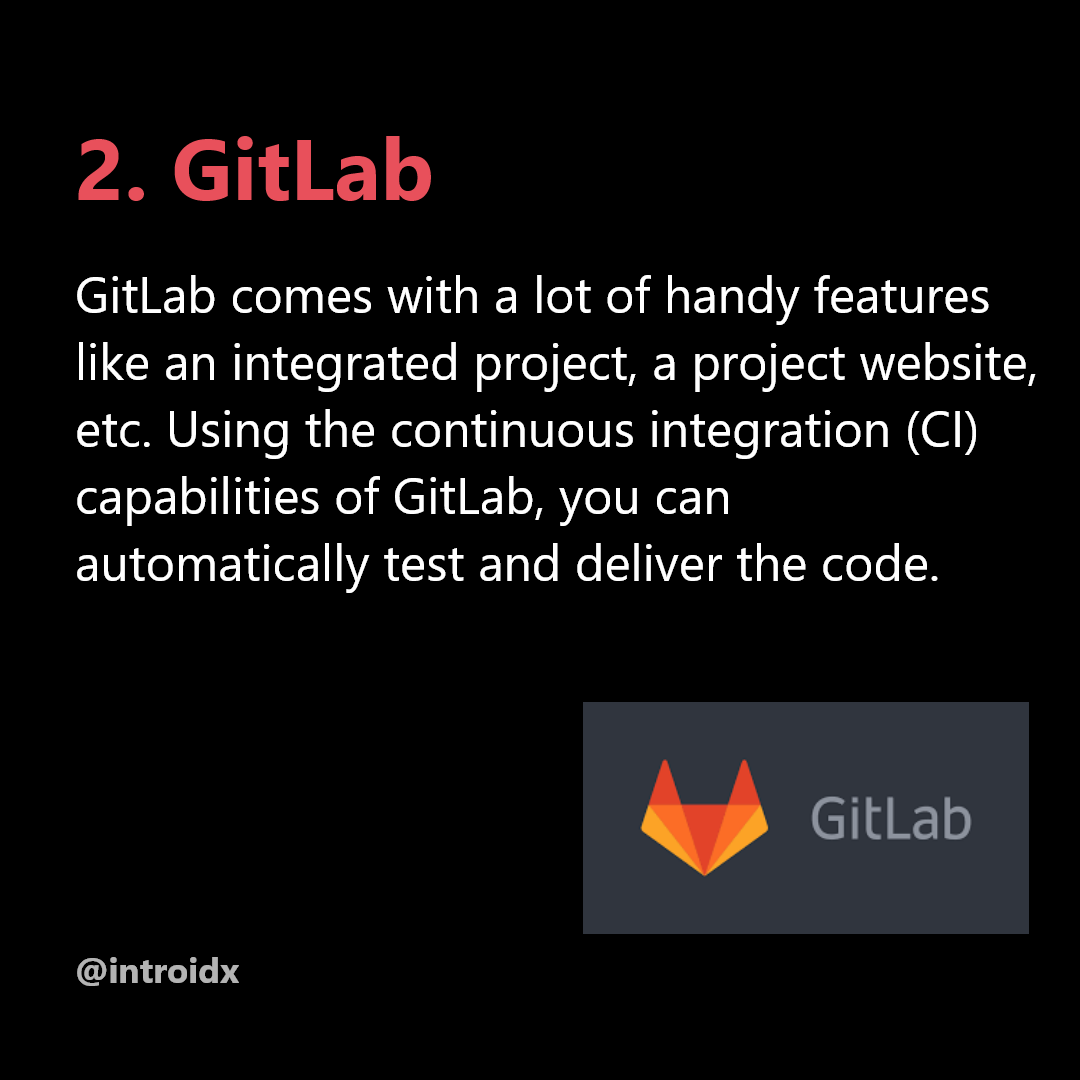 2. GitLab
GitLab comes with a lot of handy features
like an integrated project, a project website,
etc. Using the continuous integration (CI)
capabilities of GitLab, you can
automatically test and deliver the code.
GitLab
@introidx